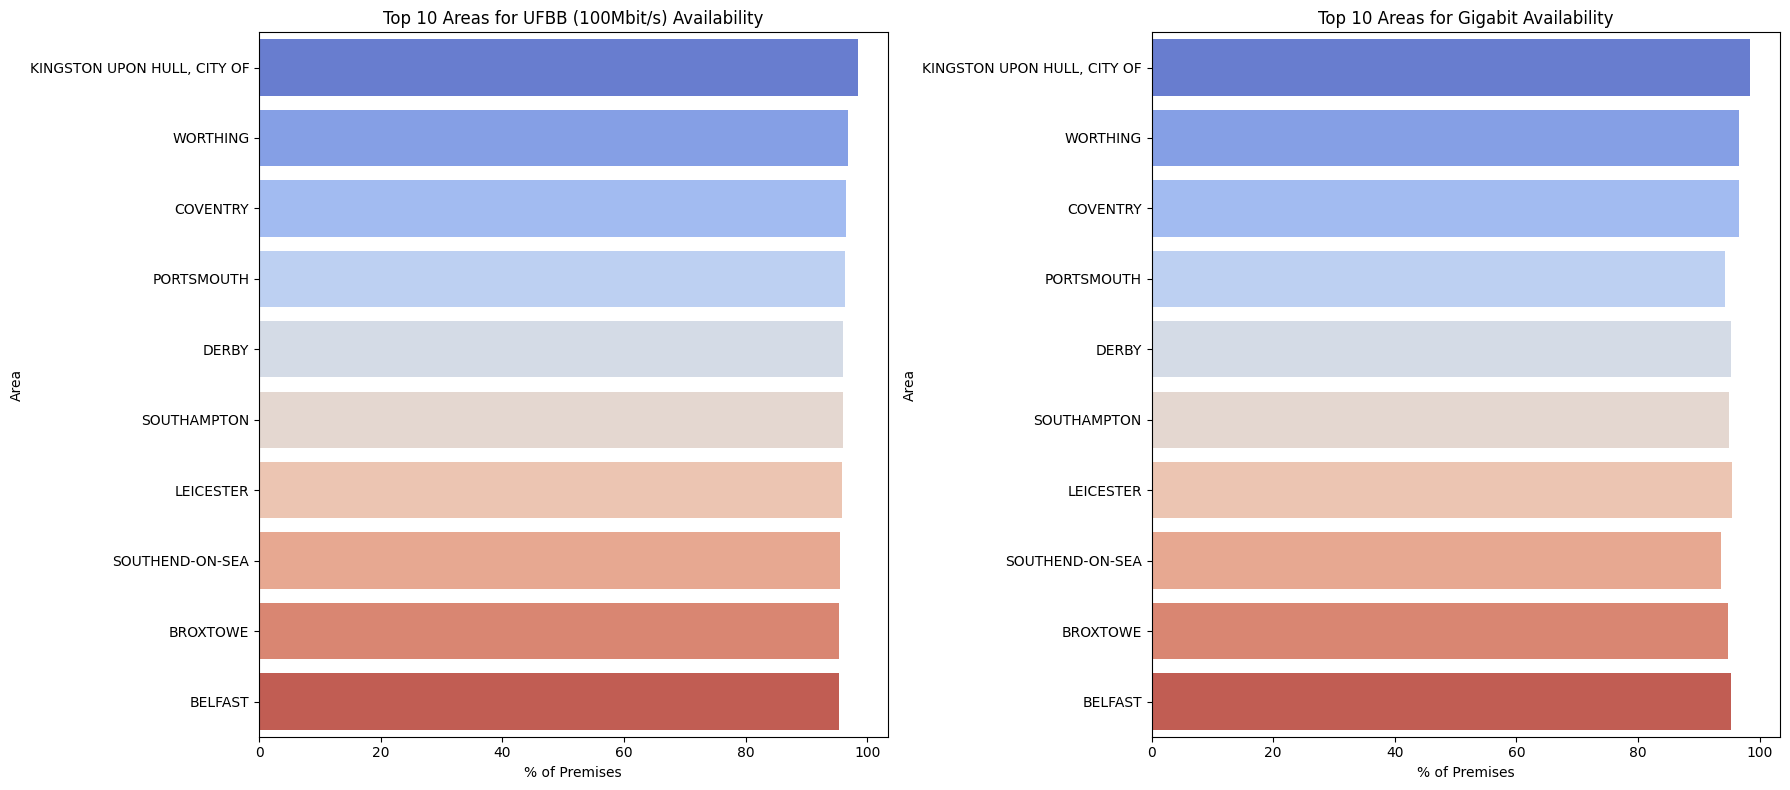 Top 10 Areas for UFBB (100Mbit/s) Availability
KINGSTON UPON HULL, CITY OF
WORTHING
COVENTRY
PORTSMOUTH
DERBY
SOUTHAMPTON
LEICESTER
SOUTHEND-ON-SEA
BROXTOWE
BELFAST
Area
0 20 40 60 80 100
% of Premises
Top 10 Areas for Gigabit Availability
KINGSTON UPON HULL, CITY OF
WORTHING
COVENTRY
PORTSMOUTH
DERBY
SOUTHAMPTON
LEICESTER
SOUTHEND-ON-SEA
BROXTOWE
BELFAST
Area
0 20 40 60 80 100
% of Premises